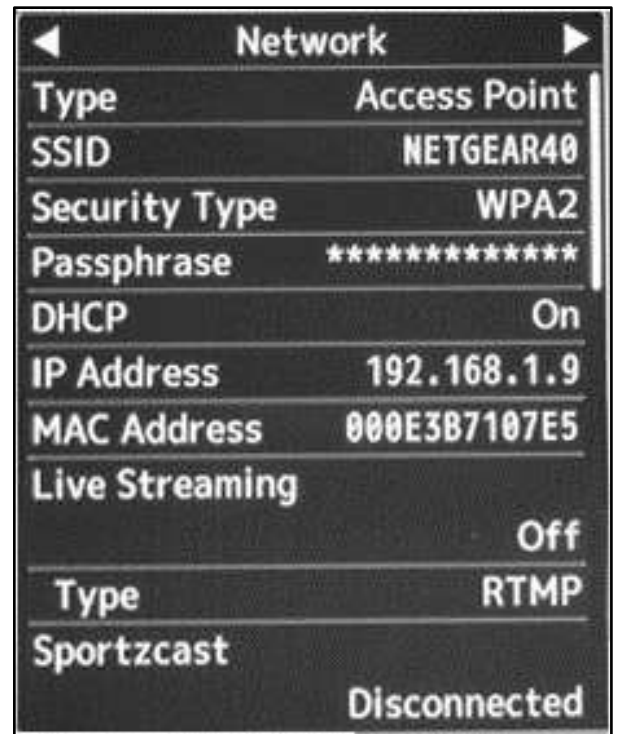 Network
Type Access Point
SSID NETGEAR40
Security Type WPA2
Passphrase *************
DHCP On
IP Address 192.168.1.9
MAC Address 000E3B7107E5
Live Streaming
Off
Type RTMP
Sportzcast
Disconnected